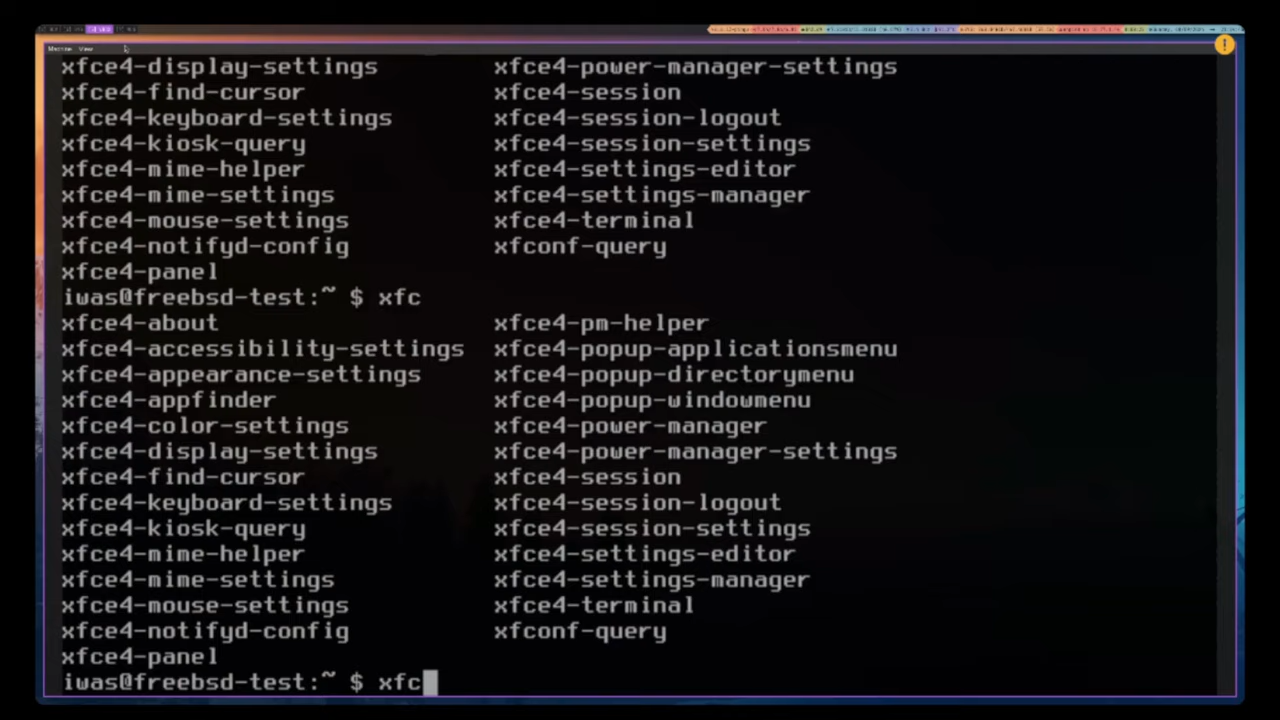 Machine View
xfce4-display-settings xfce4-power-manager-settings
xfce4-find-cursor xfce4-session
xfce4-keyboard-settings xfce4-session-logout
xfce4-kiosk-query xfce4-session-settings
xfce4-mime-helper xfce4-settings-editor
xfce4-mime-settings xfce4-settings-manager
xfce4-mouse-settings xfce4-terminal
xfce4-notifyd-config xfconf-query
xfce4-panel
iwas@freebsd-test:~ $ xfc
xfce4-about xfce4-pm-helper
xfce4-accessibility-settings xfce4-popup-applicationsmenu
xfce4-appearance-settings xfce4-popup-directorymenu
xfce4-appfinder xfce4-popup-windowmenu
xfce4-color-settings xfce4-power-manager
xfce4-display-settings xfce4-power-manager-settings
xfce4-find-cursor xfce4-session
xfce4-keyboard-settings xfce4-session-logout
xfce4-kiosk-query xfce4-session-settings
xfce4-mime-helper xfce4-settings-editor
xfce4-mime-settings xfce4-settings-manager
xfce4-mouse-settings xfce4-terminal
xfce4-notifyd-config xfconf-query
xfce4-panel
iwas@freebsd-test:~ $ xfc